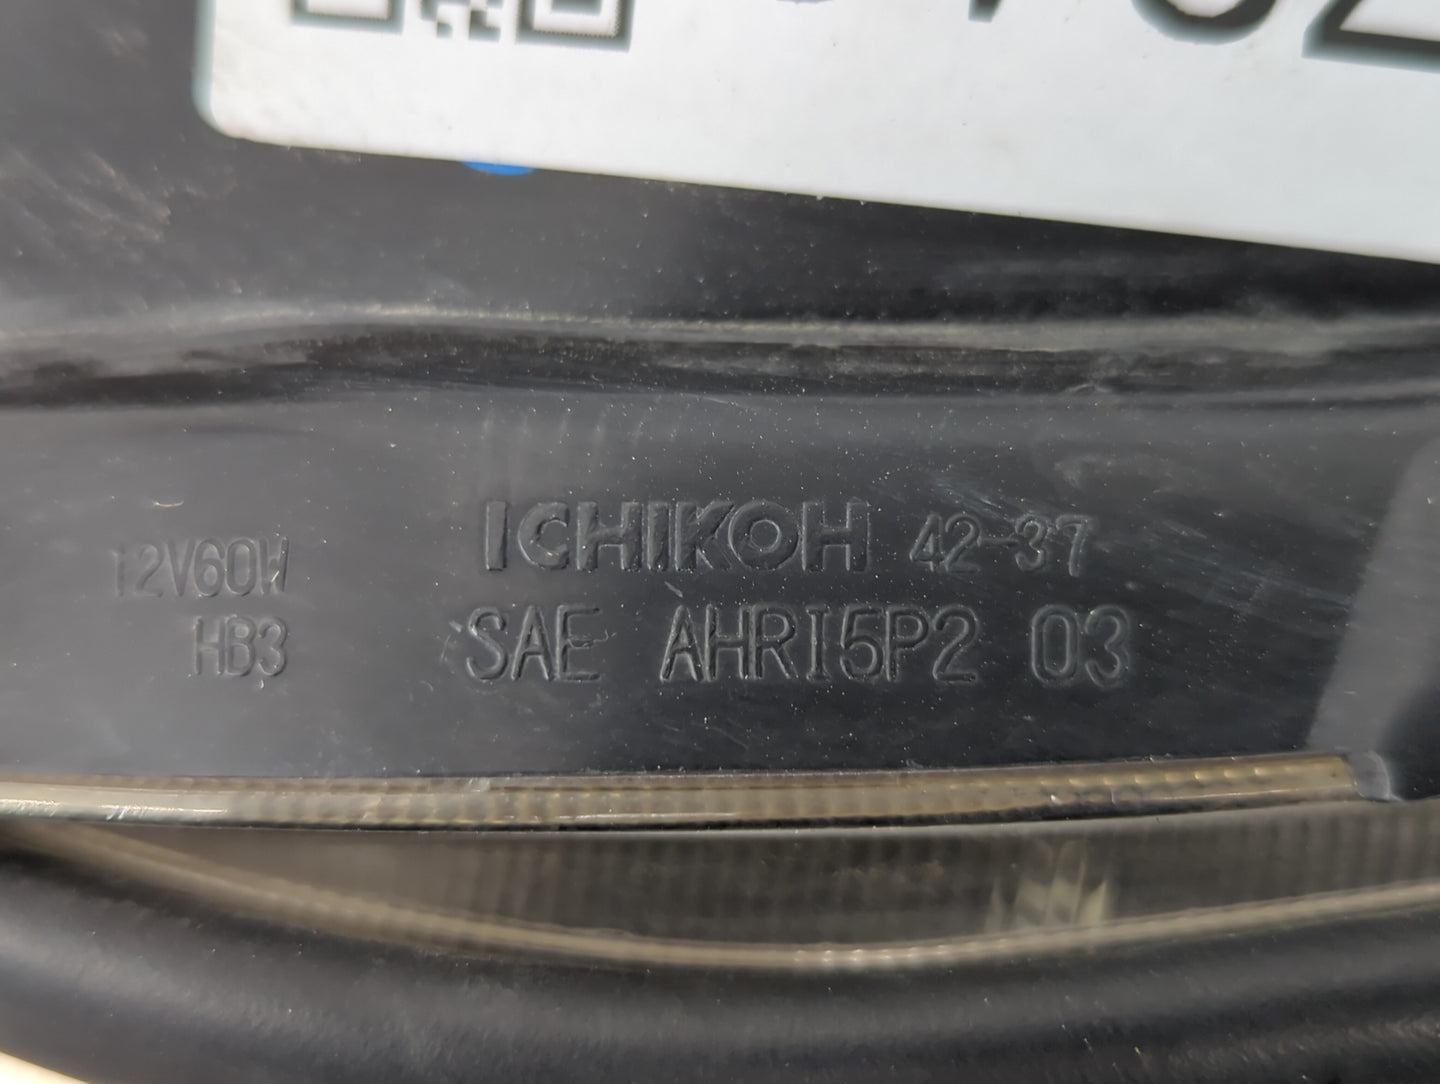 ICHIKOH 42-37
12V60W
HB3
SAE AHRI5P2 03